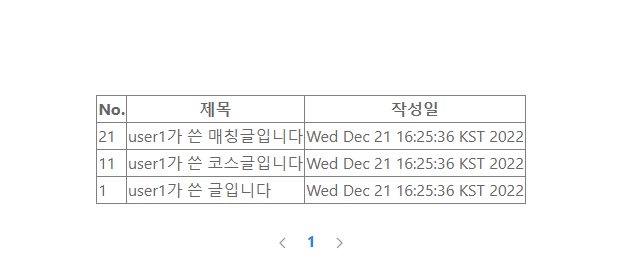 No. 제목 작성일
21 user1가 쓴 매칭글입니다 Wed Dec 21 16:25:36 KST 2022
11 user1가 쓴 코스글입니다 Wed Dec 21 16:25:36 KST 2022
1 user1가 쓴 글입니다 Wed Dec 21 16:25:36 KST 2022
1